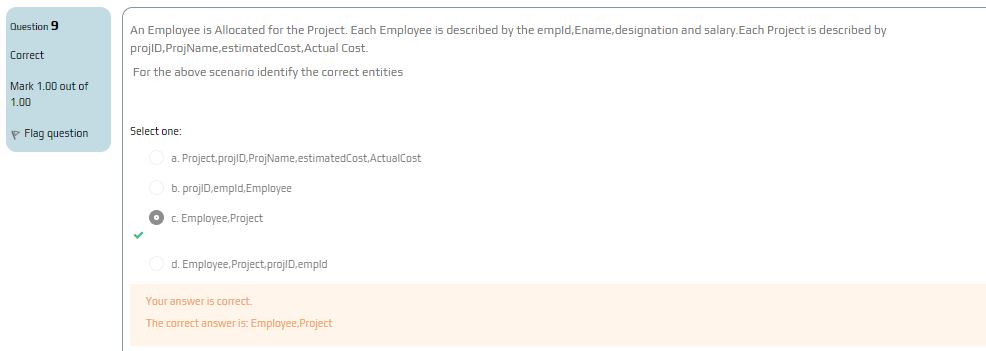 Question 9
Correct
Mark 1.00 out of
1.00
Flag question
An Employee is Allocated for the Project. Each Employee is described by the empId,Ename,designation and salary.Each Project is described by
projID,ProjName,estimatedCost,Actual Cost.
For the above scenario identify the correct entities
Select one:
a. Project,projID,ProjName,estimatedCost,ActualCost
b. projID,empId,Employee
c. Employee,Project
d. Employee,Project,projID,empId
Your answer is correct.
The correct answer is: Employee,Project